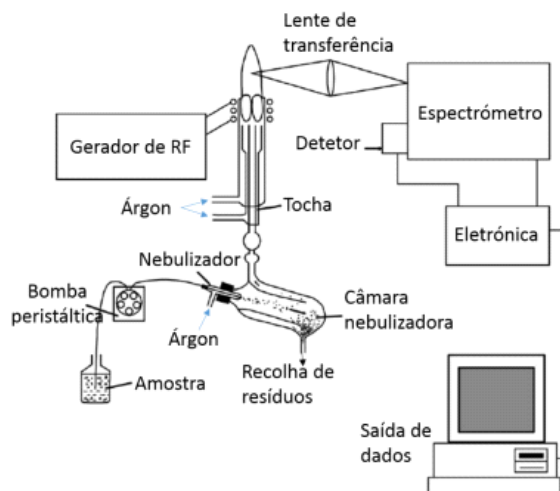 Lente de
transferência
Espectrómetro
Gerador de RF
Detetor
Árgon
Tocha
Eletrónica
Nebulizador
Bomba
peristáltica
Câmara
nebulizadora
Árgon
Amostra
Recolha de
resíduos
Saída de
dados